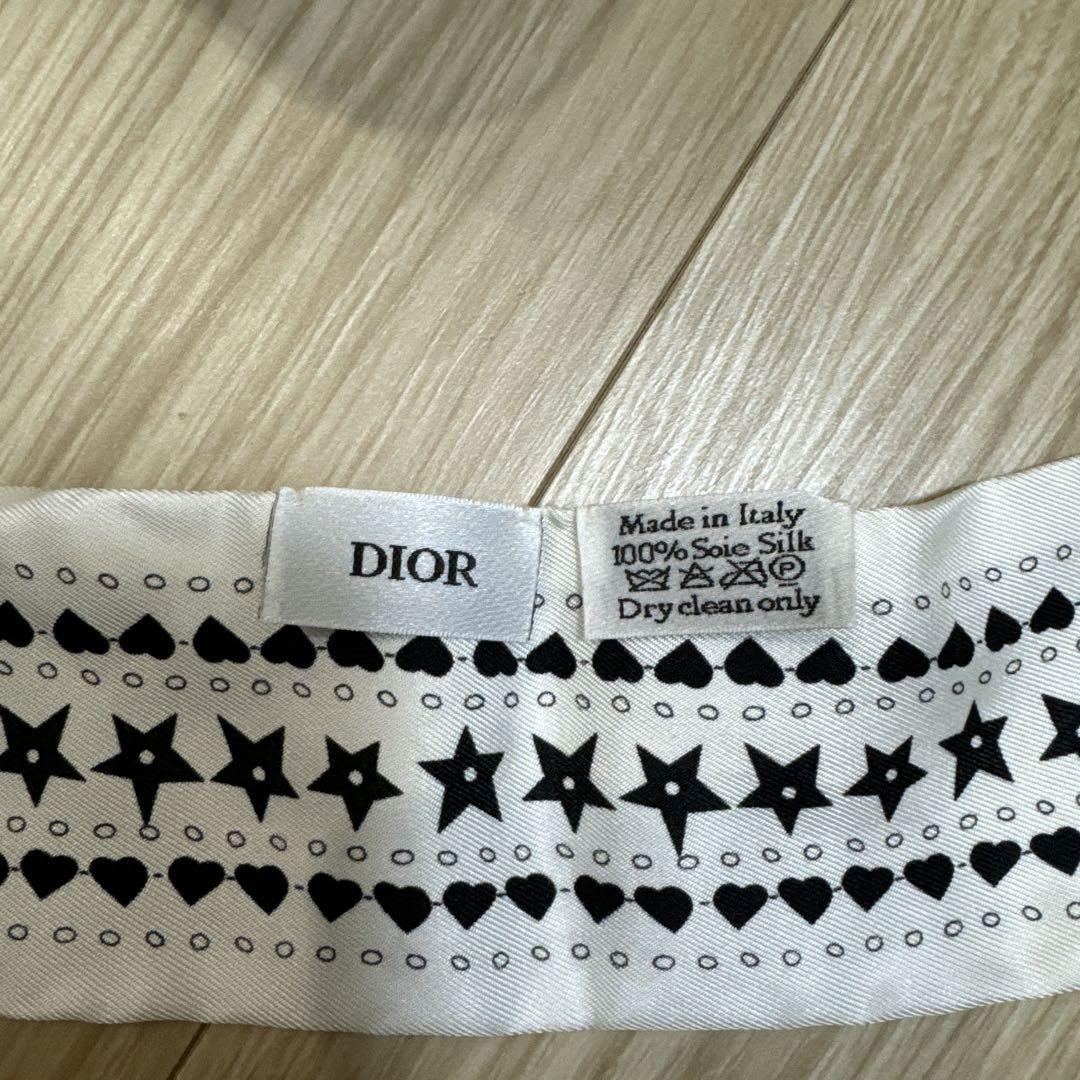 DIOR
Made in Italy
100% Soie Silk
P
Dry clean only